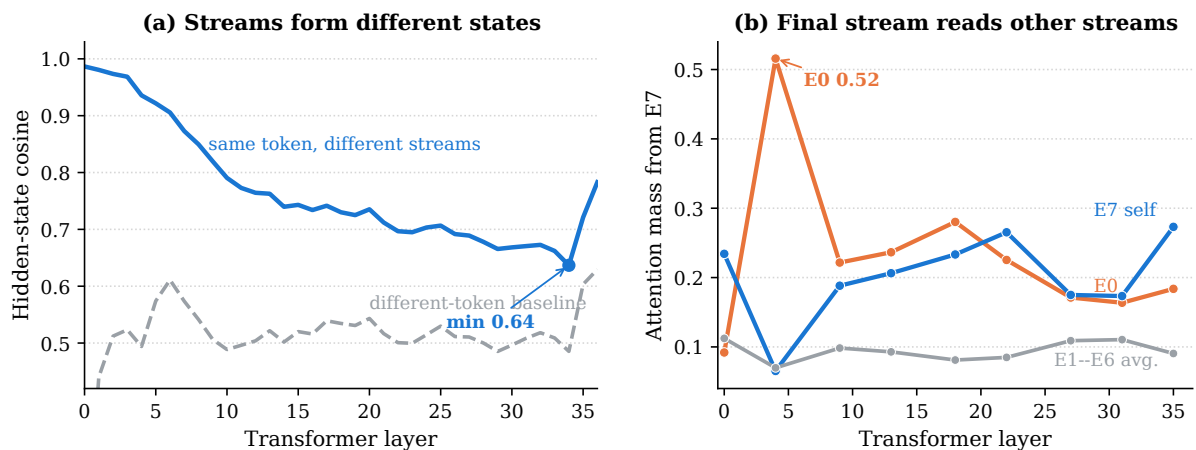 (a) Streams form different states
Hidden-state cosine
1.0
0.9
0.8
0.7
0.6
0.5
same token, different streams
different-token baseline
min 0.64
0
5
10
15
20
25
30
35
Transformer layer
(b) Final stream reads other streams
Attention mass from E7
0.5
0.4
0.3
0.2
0.1
E0 0.52
E7 self
E0
E1--E6 avg.
0
5
10
15
20
25
30
35
Transformer layer